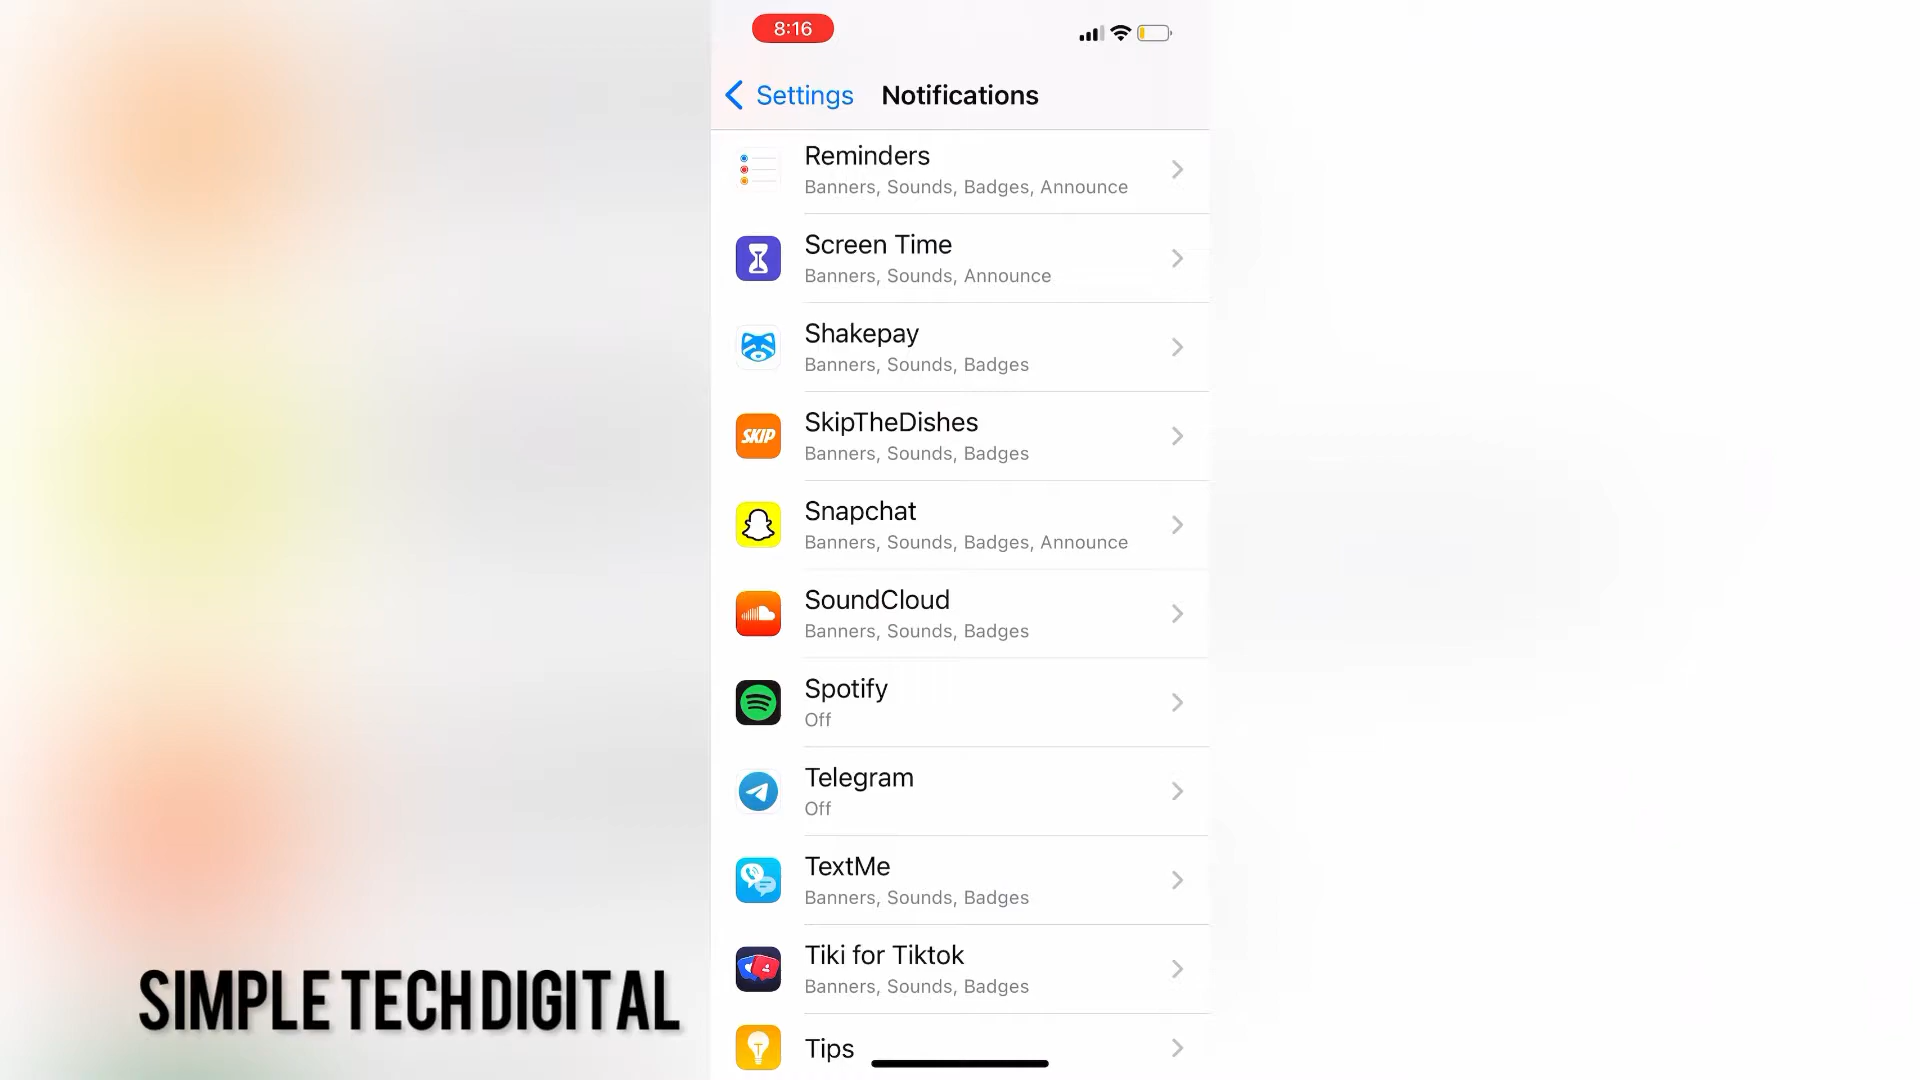 8:16
Settings Notifications
Reminders
Banners, Sounds, Badges, Announce
Screen Time
Banners, Sounds, Announce
Shakepay
Banners, Sounds, Badges
SKIP
SkipTheDishes
Banners, Sounds, Badges
Snapchat
Banners, Sounds, Badges, Announce
SoundCloud
Banners, Sounds, Badges
Spotify
Off
Telegram
Off
TextMe
Banners, Sounds, Badges
Tiki for Tiktok
Banners, Sounds, Badges
Tips
SIMPLE TECH DIGITAL